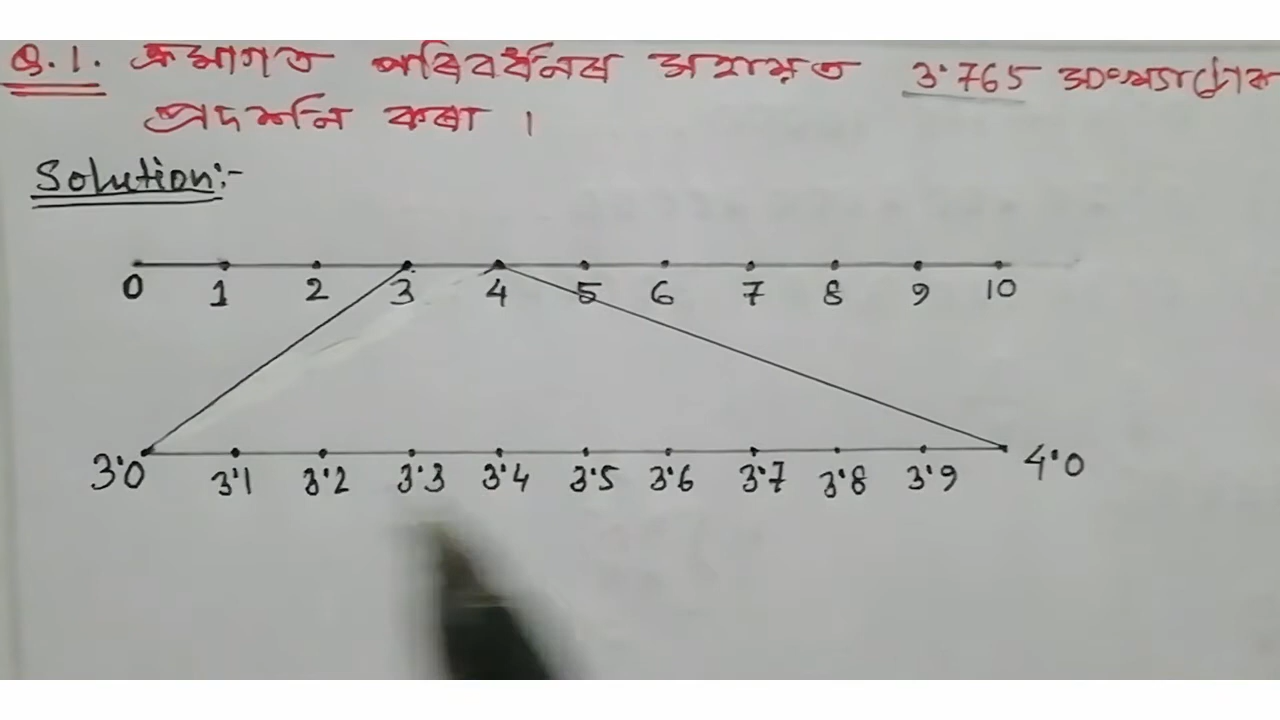 Q.1. ক্ৰমাগত পৰিবৰ্ধনৰ সহায়ত 3.765 সংখ্যাটোক
প্ৰদৰ্শন কৰা ।
Solution:-
0 1 2 3 4 5 6 7 8 9 10
3.0 3.1 3.2 3.3 3.4 3.5 3.6 3.7 3.8 3.9 4.0